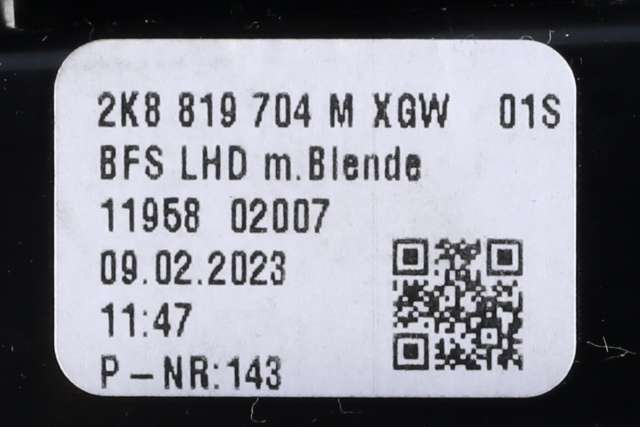 2K8 819 704 M XGW 01S
BFS LHD m.Blende
11958 02007
09.02.2023
11:47
P-NR:143